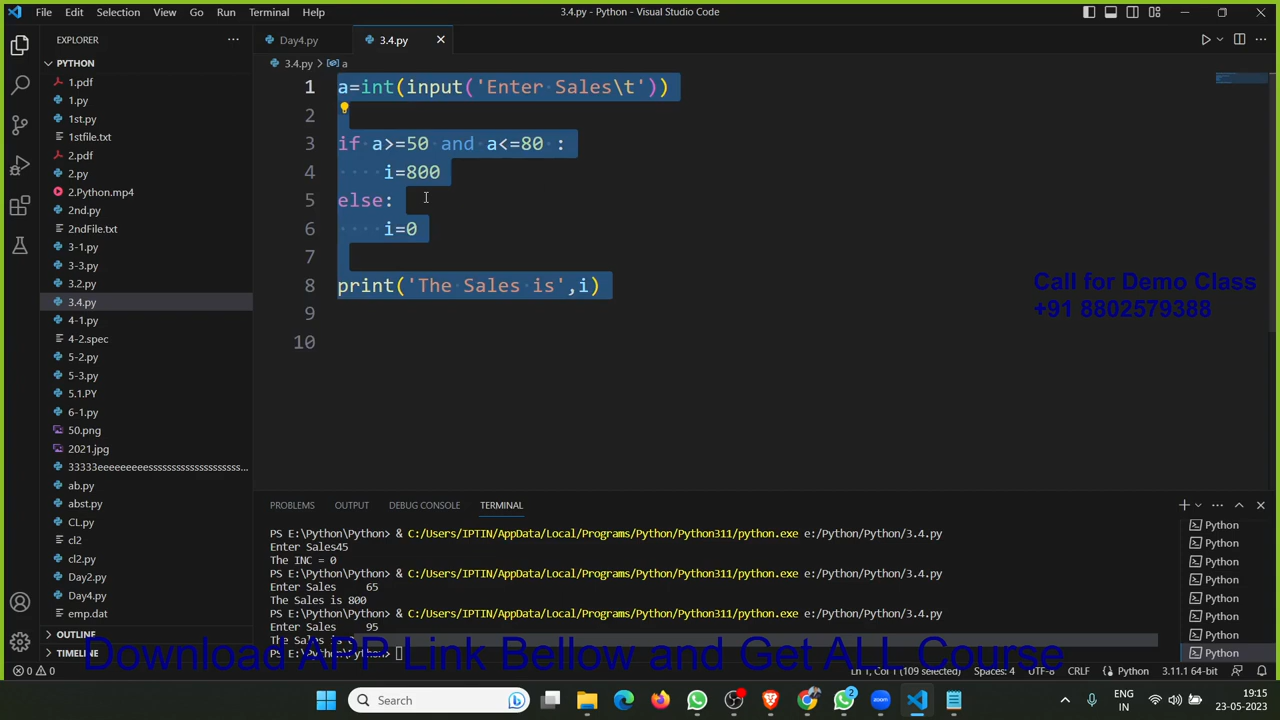 File Edit Selection View Go Run Terminal Help
3.4.py - Python - Visual Studio Code
EXPLORER
Day4.py
3.4.py
PYTHON
3.4.py > a
1.pdf
1.py
1st.py
1stfile.txt
2.pdf
2.py
2.Python.mp4
2nd.py
2ndFile.txt
3-1.py
3-3.py
3.2.py
3.4.py
4-1.py
4-2.spec
5-2.py
5-3.py
5.1.PY
6-1.py
50.png
2021.jpg
ab.py
abst.py
CL.py
cl2
cl2.py
Day2.py
Day4.py
emp.dat
OUTLINE
TIMELINE
1 a=int(input('Enter Sales\t'))
2
3 if a>=50 and a<=80 :
4 i=800
5 else:
6 i=0
7
8 print('The Sales is',i)
9
10
Call for Demo Class
+91 8802579388
PROBLEMS OUTPUT DEBUG CONSOLE TERMINAL
PS E:\Python\Python> & C:/Users/IPTIN/AppData/Local/Programs/Python/Python311/python.exe e:/Python/Python/3.4.py
Enter Sales45
The INC = 0
PS E:\Python\Python> & C:/Users/IPTIN/AppData/Local/Programs/Python/Python311/python.exe e:/Python/Python/3.4.py
Enter Sales 65
The Sales is 800
PS E:\Python\Python> & C:/Users/IPTIN/AppData/Local/Programs/Python/Python311/python.exe e:/Python/Python/3.4.py
Enter Sales 95
The Sales is
PS E:\Python\Python>
Python
Python
Python
Python
Python
Python
Python
Python
Download APP Link Bellow and Get ALL Course
0 0
Ln 1, Col 1 (109 selected) Spaces: 4 UTF-8 CRLF Python 3.11.1 64-bit
Search
2
ENG
IN
19:15
23-05-2023